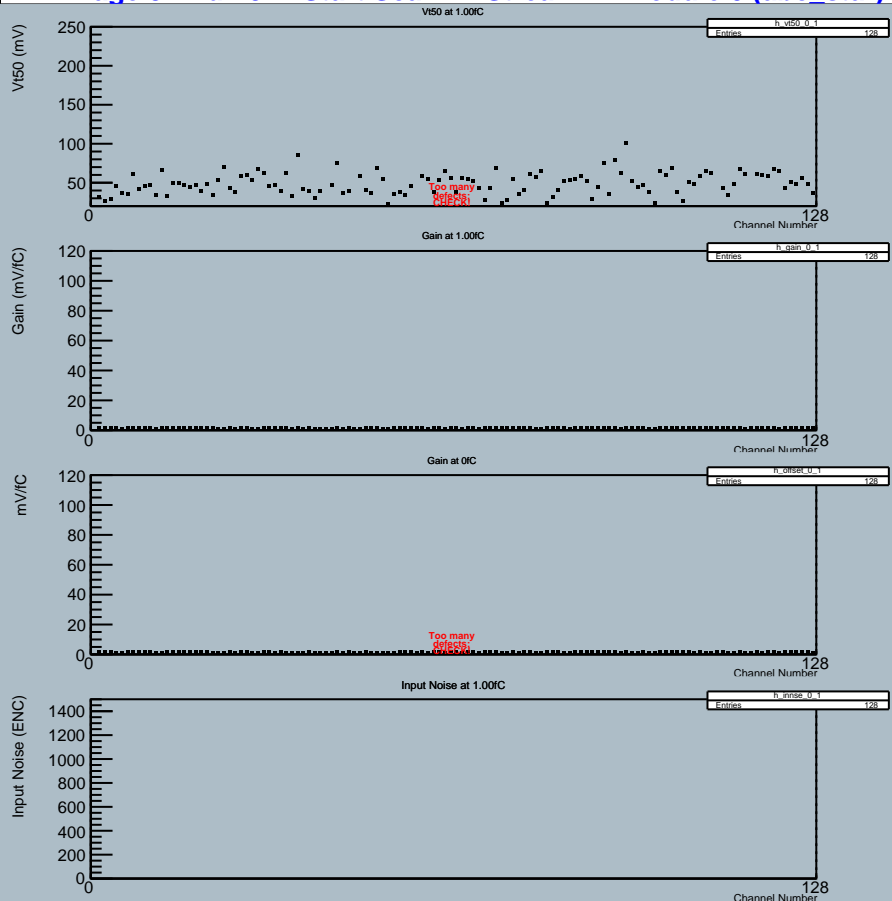 Vt50 at 1.00fC
h_vt50_0_1
Entries 128
Vt50 (mV)
250
200
150
100
50
Too many
defects:
CHECK!
0
128
Channel Number
Gain at 1.00fC
h_gain_0_1
Entries 128
Gain (mV/fC)
120
100
80
60
40
20
0
0
128
Channel Number
Gain at 0fC
h_offset_0_1
Entries 128
mV/fC
120
100
80
60
40
20
Too many
defects:
CHECK!
0
0
128
Channel Number
Input Noise at 1.00fC
h_innse_0_1
Entries 128
Input Noise (ENC)
1400
1200
1000
800
600
400
200
0
0
128
Channel Number